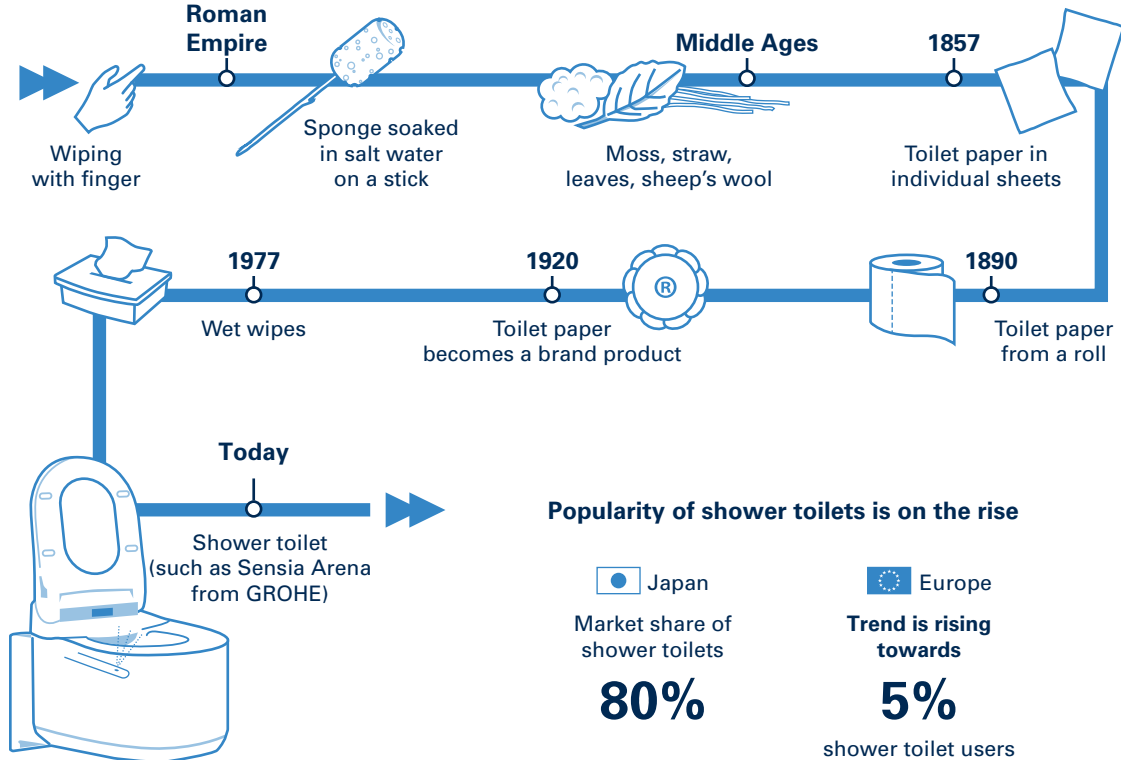 Roman
Empire
Middle Ages
1857
Wiping
with finger
Sponge soaked
in salt water
on a stick
Moss, straw,
leaves, sheep's wool
Toilet paper in
individual sheets
1977
1920
®
1890
Wet wipes
Toilet paper
becomes a brand product
Toilet paper
from a roll
Today
Shower toilet
(such as Sensia Arena
from GROHE)
Popularity of shower toilets is on the rise
Japan
Market share of
shower toilets
80%
Europe
Trend is rising
towards
5%
shower toilet users